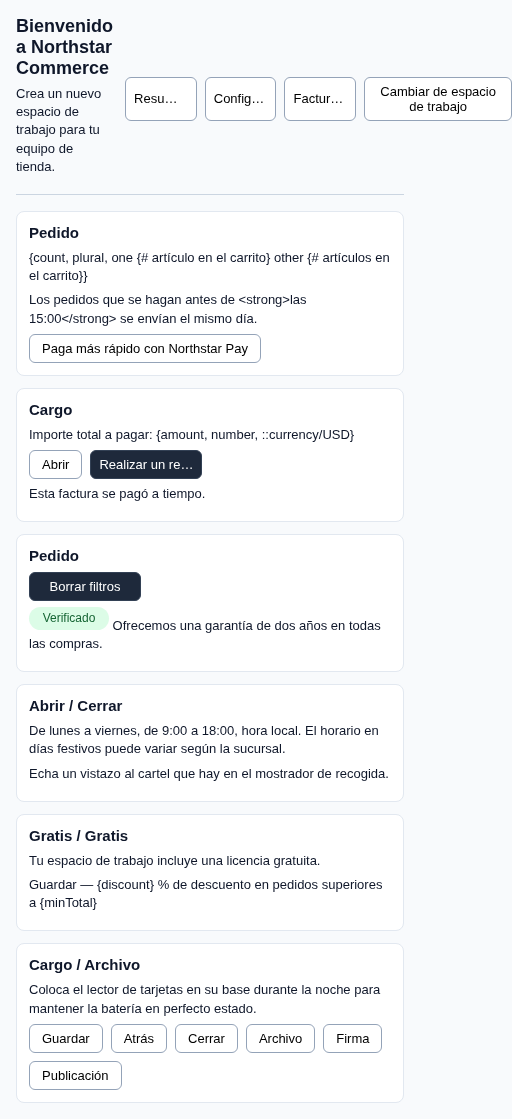 Bienvenido
a Northstar
Commerce
Crea un nuevo
espacio de
trabajo para tu
equipo de
tienda.
Resu…
Config…
Factur…
Cambiar de espacio
de trabajo
Pedido
{count, plural, one {# artículo en el carrito} other {# artículos en
el carrito}}
Los pedidos que se hagan antes de <strong>las
15:00</strong> se envían el mismo día.
Paga más rápido con Northstar Pay
Cargo
Importe total a pagar: {amount, number, ::currency/USD}
Abrir
Realizar un re…
Esta factura se pagó a tiempo.
Pedido
Borrar filtros
Verificado Ofrecemos una garantía de dos años en todas
las compras.
Abrir / Cerrar
De lunes a viernes, de 9:00 a 18:00, hora local. El horario en
días festivos puede variar según la sucursal.
Echa un vistazo al cartel que hay en el mostrador de recogida.
Gratis / Gratis
Tu espacio de trabajo incluye una licencia gratuita.
Guardar — {discount} % de descuento en pedidos superiores
a {minTotal}
Cargo / Archivo
Coloca el lector de tarjetas en su base durante la noche para
mantener la batería en perfecto estado.
Guardar
Atrás
Cerrar
Archivo
Firma
Publicación